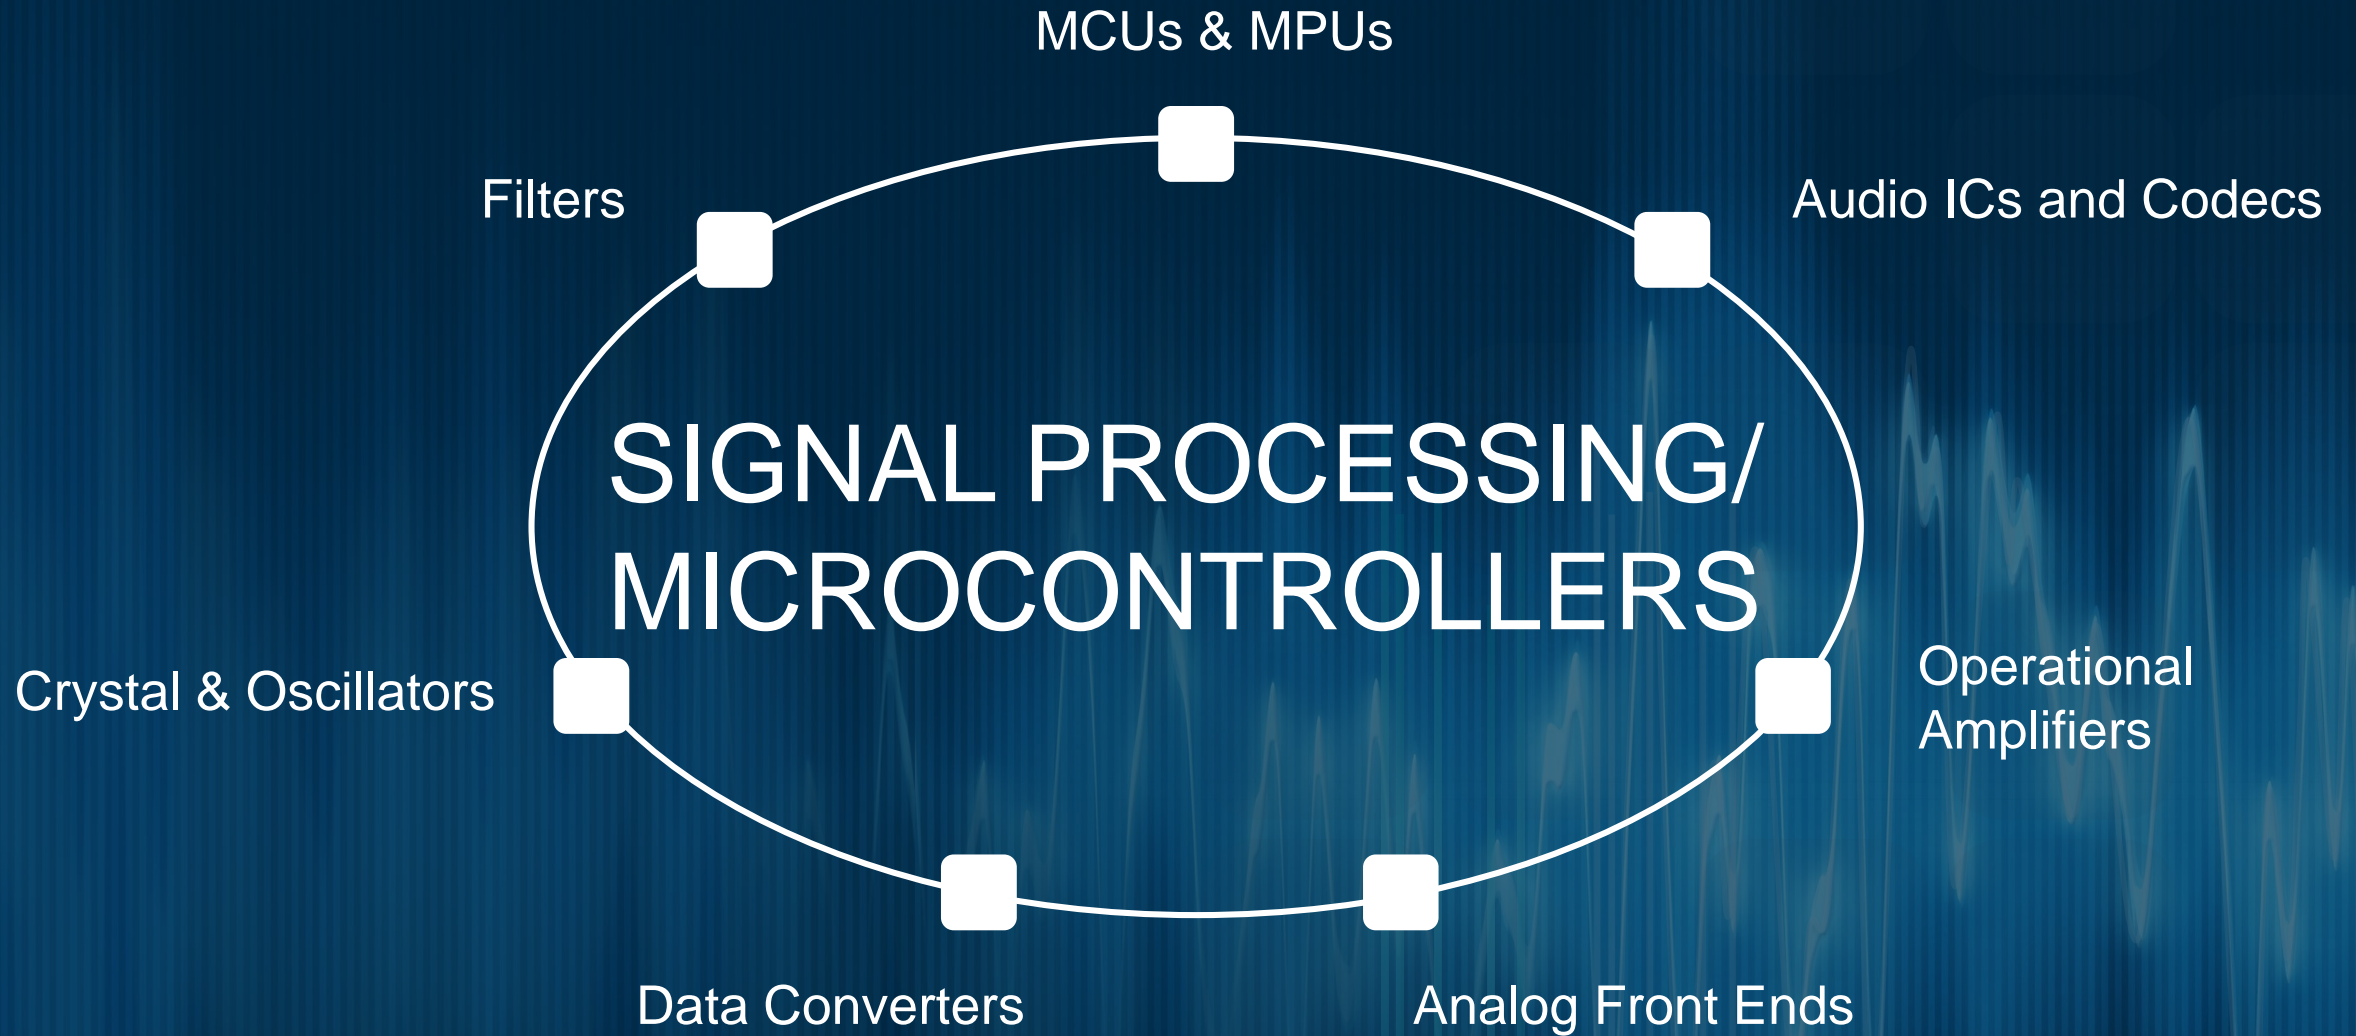 MCUs & MPUs
Filters
Audio ICs and Codecs
SIGNAL PROCESSING/
MICROCONTROLLERS
Crystal & Oscillators
Operational
Amplifiers
Data Converters
Analog Front Ends